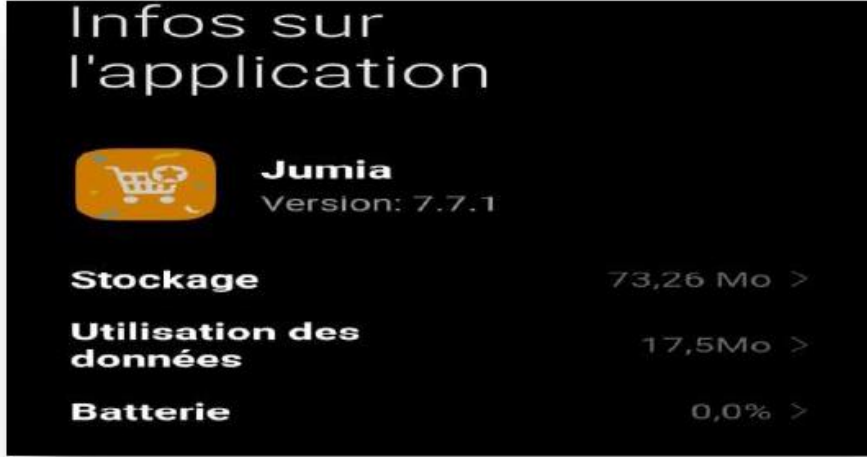 Infos sur
l'application
Jumia
Version: 7.7.1
Stockage 73,26 Mo >
Utilisation des
données 17,5Mo >
Batterie 0,0% >